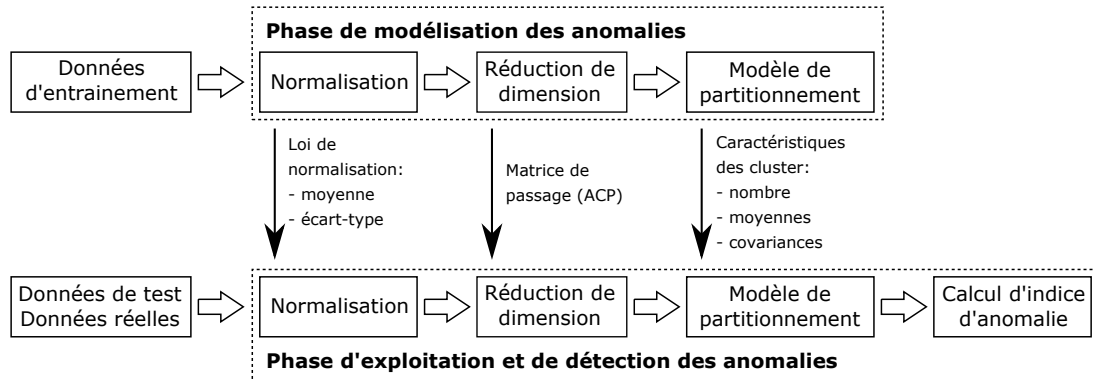 Phase de modélisation des anomalies
Données
d'entrainement
Normalisation
Réduction de
dimension
Modèle de
partitionnement
Loi de
normalisation:
- moyenne
- écart-type
Matrice de
passage (ACP)
Caractéristiques
des cluster:
- nombre
- moyennes
- covariances
Données de test
Données réelles
Normalisation
Réduction de
dimension
Modèle de
partitionnement
Calcul d'indice
d'anomalie
Phase d'exploitation et de détection des anomalies